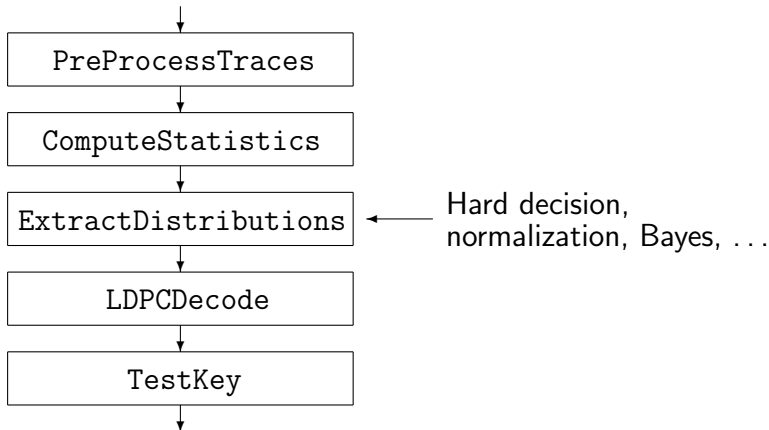 PreProcessTraces
ComputeStatistics
ExtractDistributions
Hard decision,
normalization, Bayes, ...
LDPCDecode
TestKey